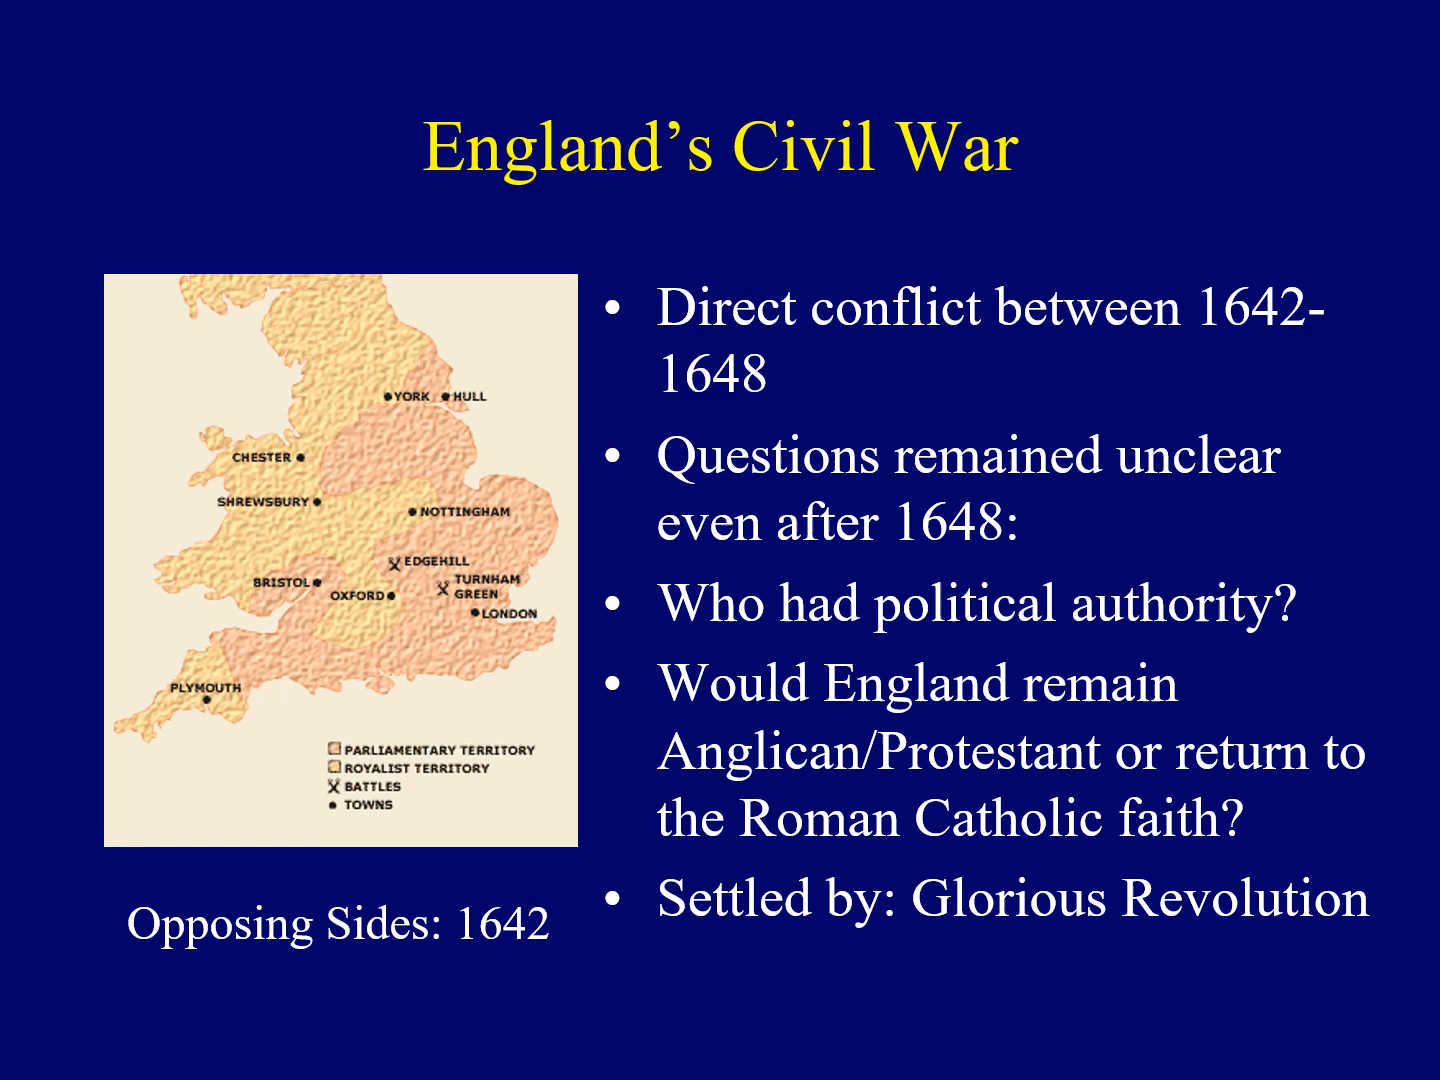 England’s Civil War
YORK
HULL
CHESTER
SHREWSBURY
NOTTINGHAM
EDGEHILL
BRISTOL
TURNHAM
GREEN
OXFORD
LONDON
PLYMOUTH
PARLIAMENTARY TERRITORY
ROYALIST TERRITORY
BATTLES
TOWNS
Opposing Sides: 1642
• Direct conflict between 1642-
1648
• Questions remained unclear
even after 1648:
• Who had political authority?
• Would England remain
Anglican/Protestant or return to
the Roman Catholic faith?
• Settled by: Glorious Revolution